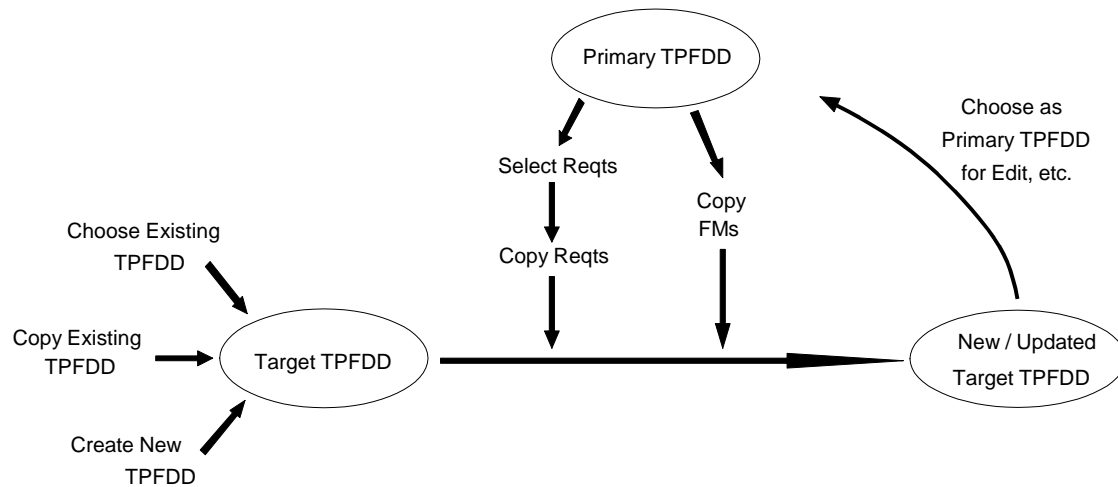 Primary TPFDD
Choose as
Primary TPFDD
for Edit, etc.
Select Reqts
Copy
FMs
Copy Reqts
Choose Existing
TPFDD
Copy Existing
TPFDD
Target TPFDD
New / Updated
Target TPFDD
Create New
TPFDD